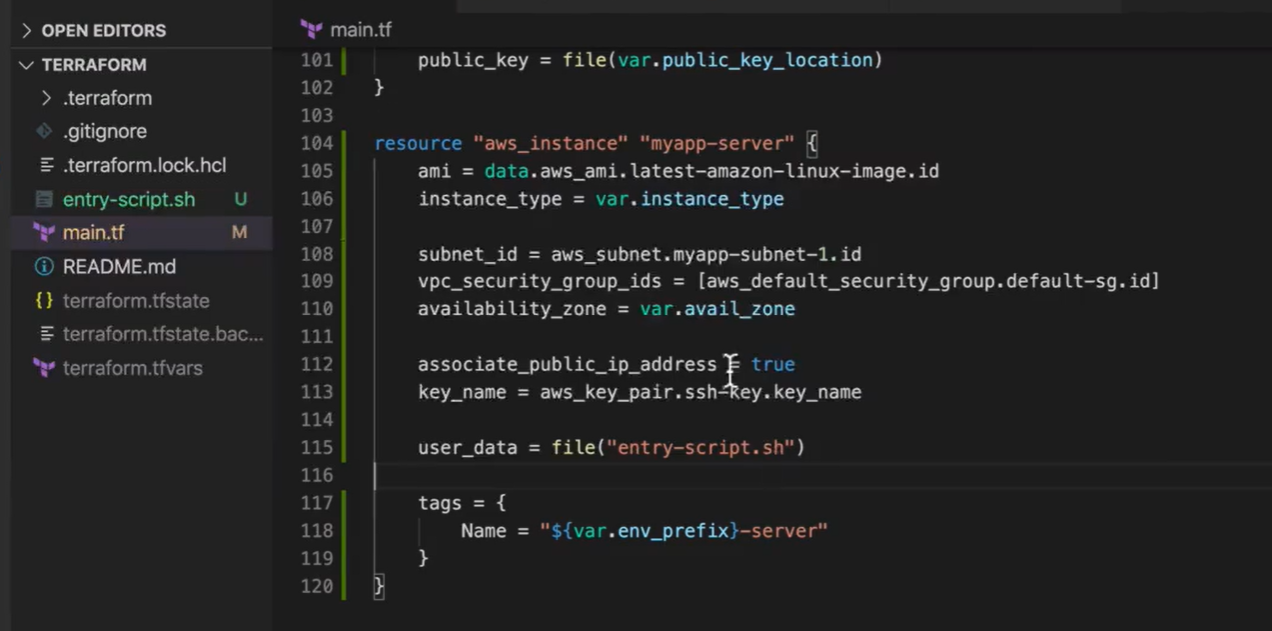 OPEN EDITORS
TERRAFORM
.terraform
.gitignore
.terraform.lock.hcl
entry-script.sh U
main.tf M
README.md
terraform.tfstate
terraform.tfstate.bac...
terraform.tfvars
main.tf
101 public_key = file(var.public_key_location)
102 }
103
104 resource "aws_instance" "myapp-server" {
105 ami = data.aws_ami.latest-amazon-linux-image.id
106 instance_type = var.instance_type
107
108 subnet_id = aws_subnet.myapp-subnet-1.id
109 vpc_security_group_ids = [aws_default_security_group.default-sg.id]
110 availability_zone = var.avail_zone
111
112 associate_public_ip_address = true
113 key_name = aws_key_pair.ssh-key.key_name
114
115 user_data = file("entry-script.sh")
116
117 tags = {
118 Name = "${var.env_prefix}-server"
119 }
120 }